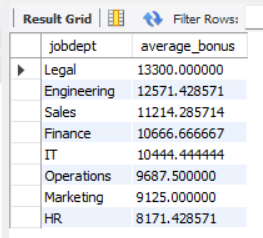 Result Grid Filter Rows:
jobdept average_bonus
Legal 13300.000000
Engineering 12571.428571
Sales 11214.285714
Finance 10666.666667
IT 10444.444444
Operations 9687.500000
Marketing 9125.000000
HR 8171.428571